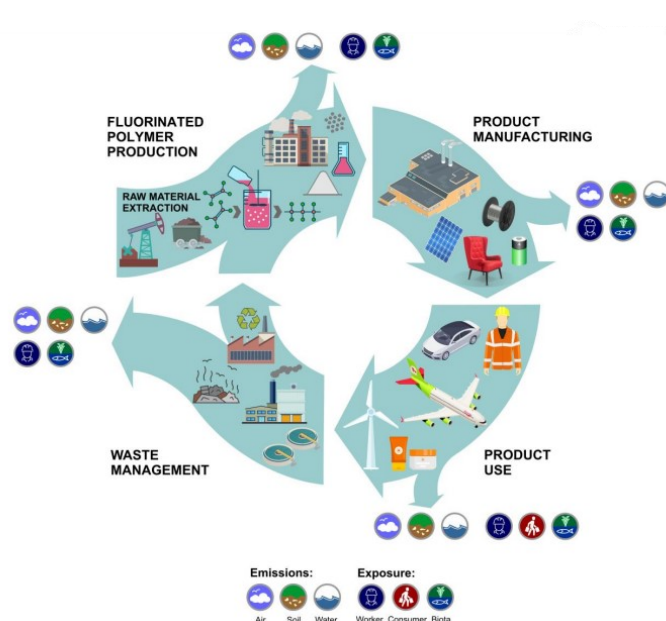 FLUORINATED
POLYMER
PRODUCTION
PRODUCT
MANUFACTURING
RAW MATERIAL
EXTRACTION
WASTE
MANAGEMENT
PRODUCT
USE
Emissions: Exposure:
Air Soil Water Worker Consumer Biota